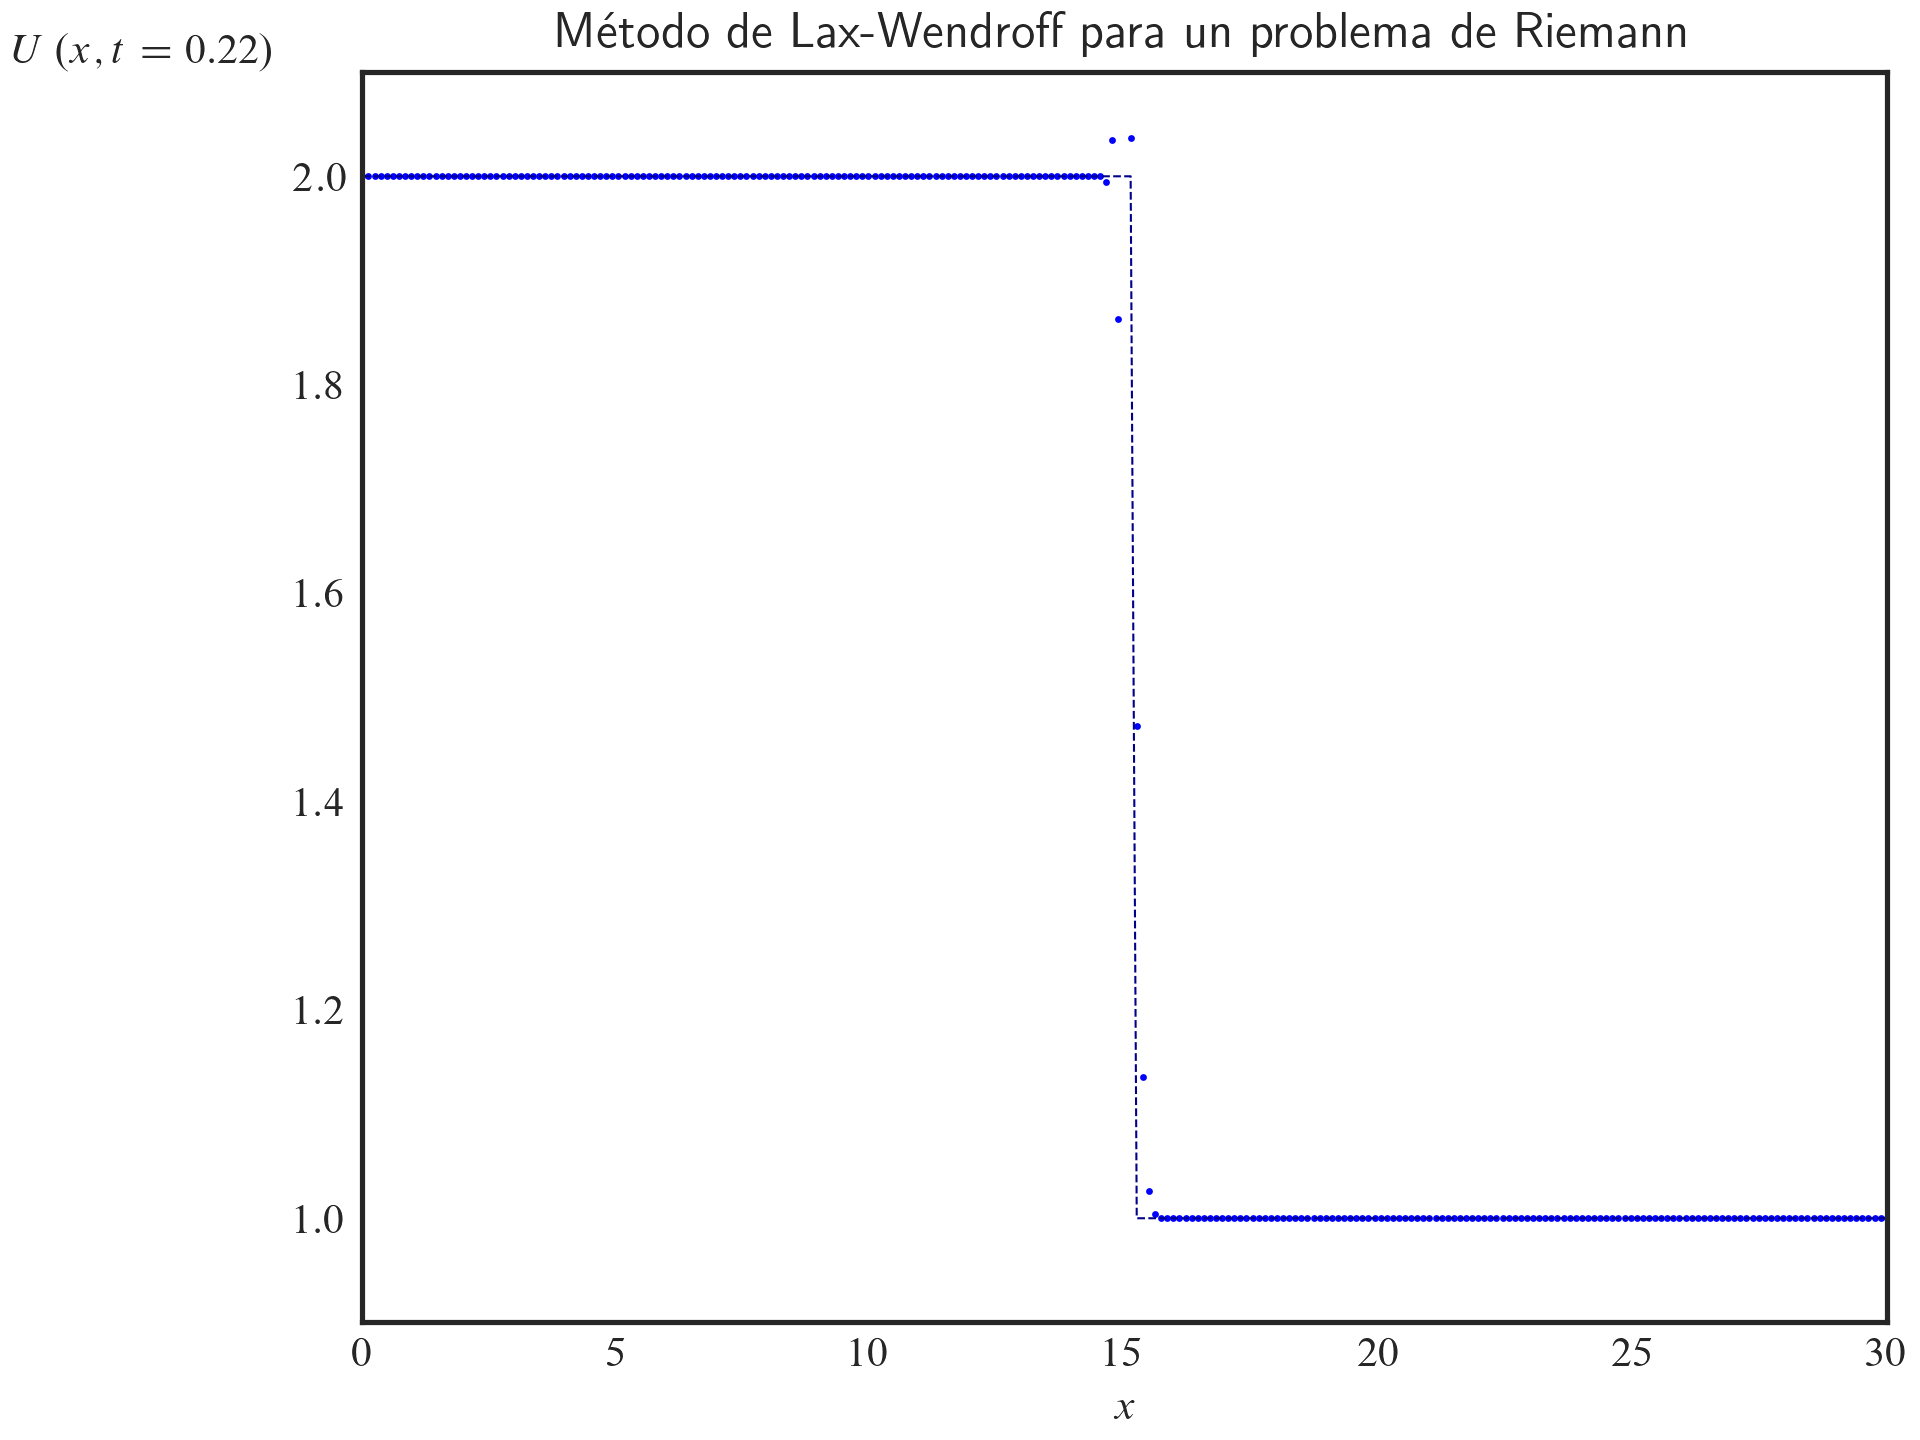 Método de Lax-Wendroff para un problema de Riemann
U (x, t = 0.22)
2.0
1.8
1.6
1.4
1.2
1.0
0 5 10 15 20 25 30
x